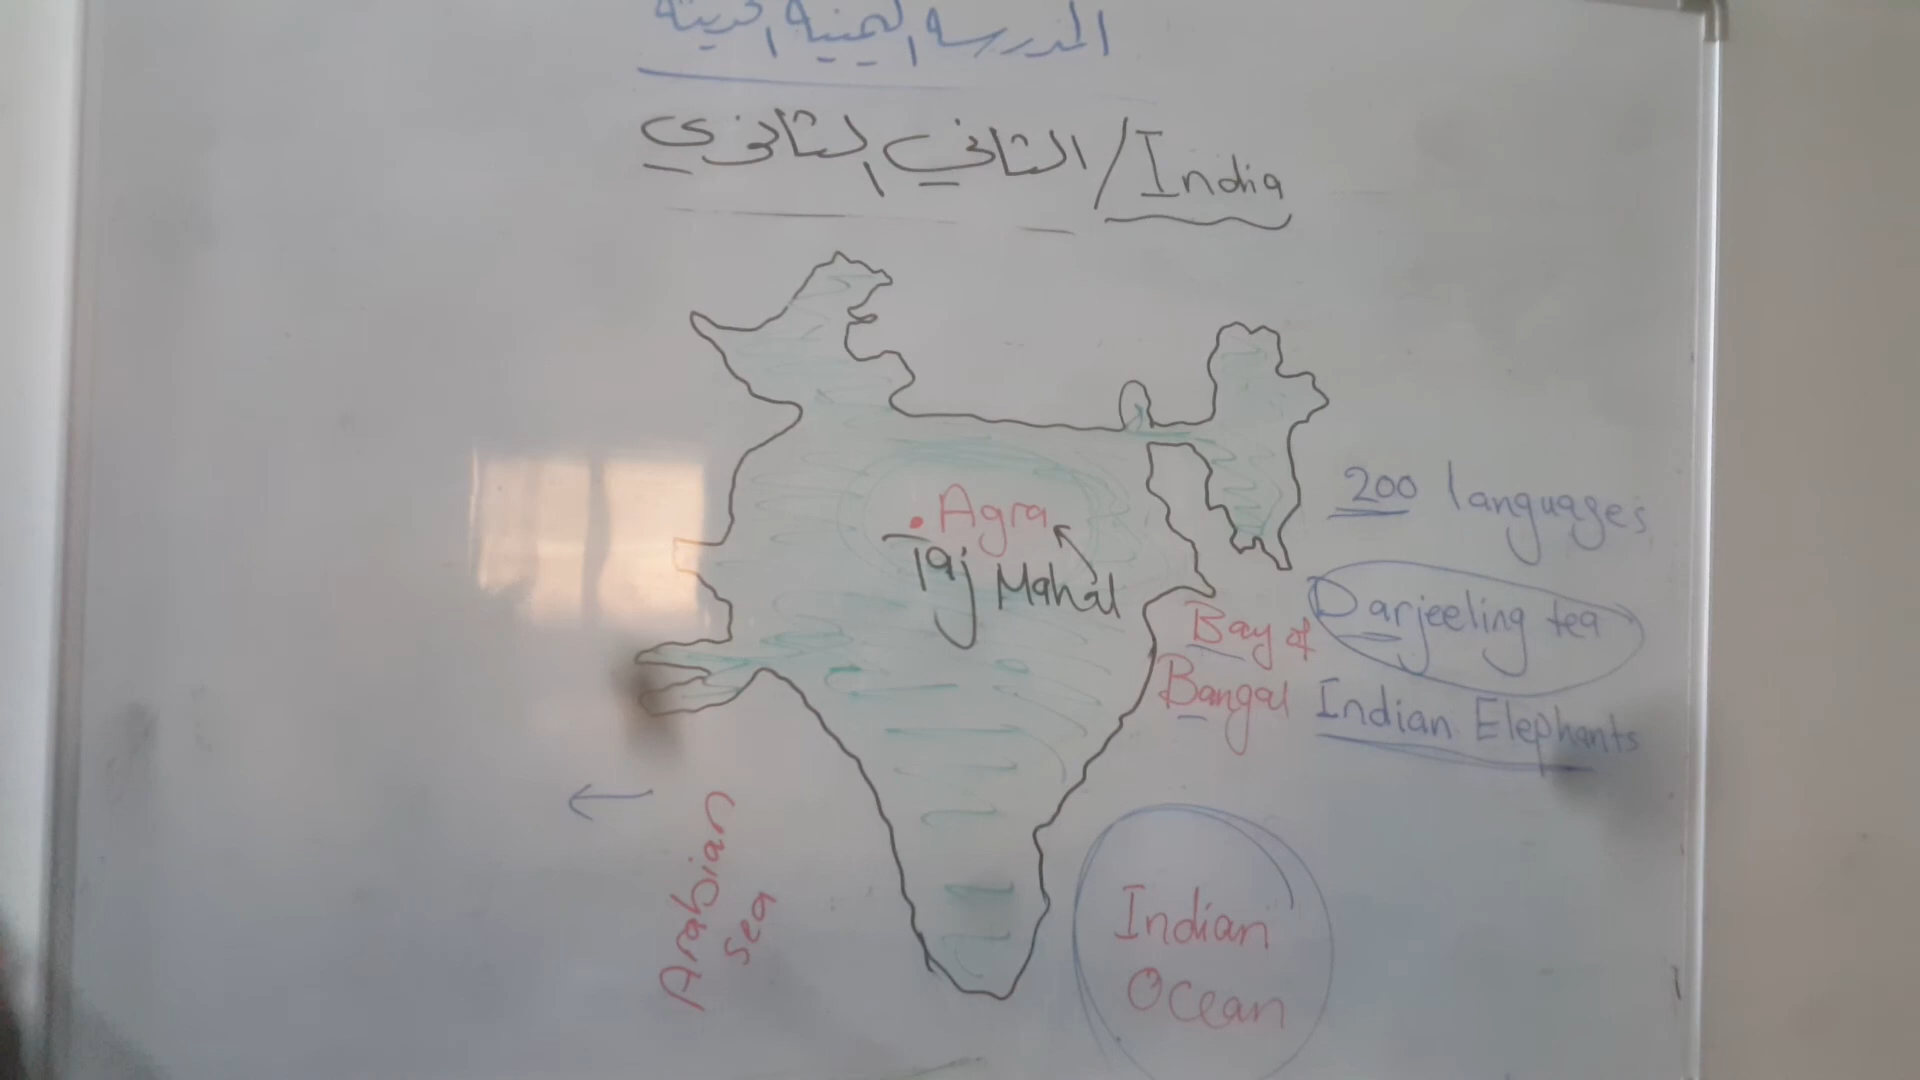 المدرسة اليمنية الحديثة
الثاني الثانوي / India
Agra
Taj Mahal
200 languages
Darjeeling tea
Indian Elephants
Bay of
Bangal
Arabian
Sea
Indian
Ocean